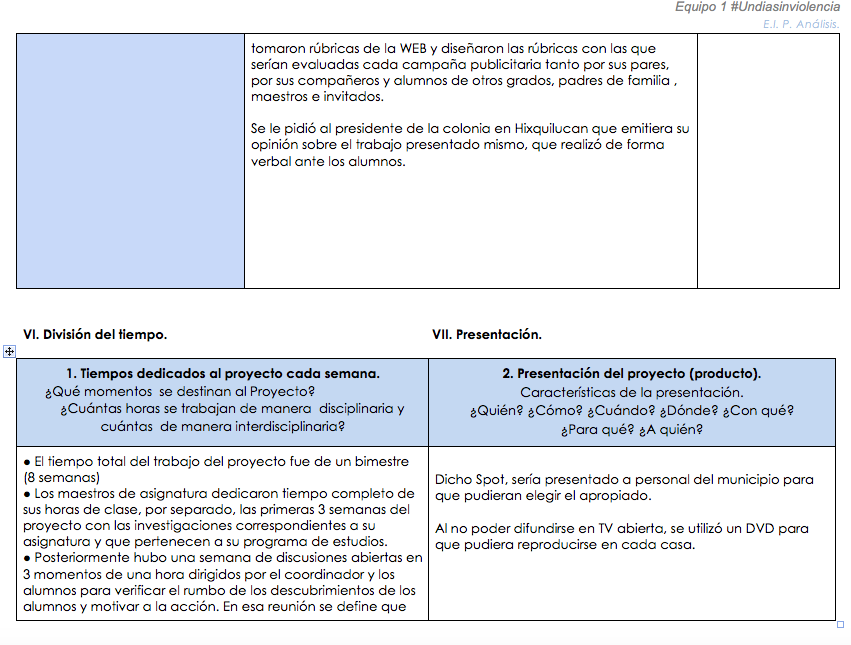 Equipo 1 #Undiasinviolencia
E.I. P. Análisis.
tomaron rúbricas de la WEB y diseñaron las rúbricas con las que
serían evaluadas cada campaña publicitaria tanto por sus pares,
por sus compañeros y alumnos de otros grados, padres de familia ,
maestros e invitados.
Se le pidió al presidente de la colonia en Hixquilucan que emitiera su
opinión sobre el trabajo presentado mismo, que realizó de forma
verbal ante los alumnos.
VI. División del tiempo.
VII. Presentación.
1. Tiempos dedicados al proyecto cada semana.
¿Qué momentos se destinan al Proyecto?
¿Cuántas horas se trabajan de manera disciplinaria y
cuántas de manera interdisciplinaria?
2. Presentación del proyecto (producto).
Características de la presentación.
¿Quién? ¿Cómo? ¿Cuándo? ¿Dónde? ¿Con qué?
¿Para qué? ¿A quién?
● El tiempo total del trabajo del proyecto fue de un bimestre
(8 semanas)
● Los maestros de asignatura dedicaron tiempo completo de
sus horas de clase, por separado, las primeras 3 semanas del
proyecto con las investigaciones correspondientes a su
asignatura y que pertenecen a su programa de estudios.
● Posteriormente hubo una semana de discusiones abiertas en
3 momentos de una hora dirigidos por el coordinador y los
alumnos para verificar el rumbo de los descubrimientos de los
alumnos y motivar a la acción. En esa reunión se define que
Dicho Spot, sería presentado a personal del municipio para
que pudieran elegir el apropiado.
Al no poder difundirse en TV abierta, se utilizó un DVD para
que pudiera reproducirse en cada casa.